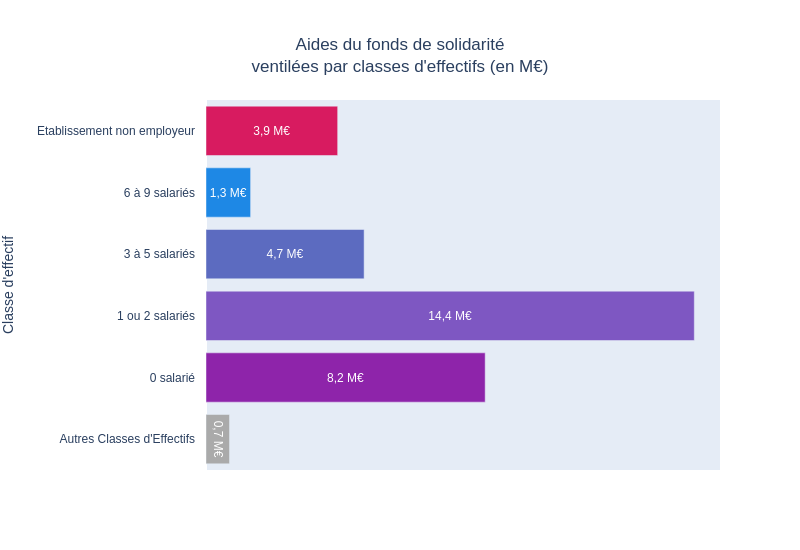 Aides du fonds de solidarité
ventilées par classes d'effectifs (en M€)
Classe d'effectif
Etablissement non employeur
3,9 M€
6 à 9 salariés
1,3 M€
3 à 5 salariés
4,7 M€
1 ou 2 salariés
14,4 M€
0 salarié
8,2 M€
Autres Classes d'Effectifs
0,7 M€